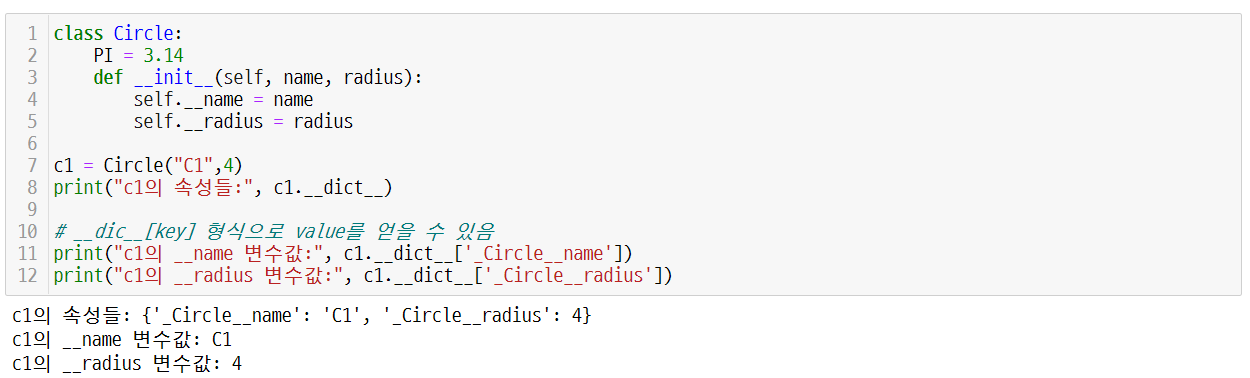 1 class Circle:
2     PI = 3.14
3     def __init__(self, name, radius):
4         self.__name = name
5         self.__radius = radius
6
7 c1 = Circle("C1",4)
8 print("c1의 속성들:", c1.__dict__)
9
10 # __dic__[key] 형식으로 value를 얻을 수 있음
11 print("c1의 __name 변수값:", c1.__dict__['_Circle__name'])
12 print("c1의 __radius 변수값:", c1.__dict__['_Circle__radius'])
c1의 속성들: {'_Circle__name': 'C1', '_Circle__radius': 4}
c1의 __name 변수값: C1
c1의 __radius 변수값: 4